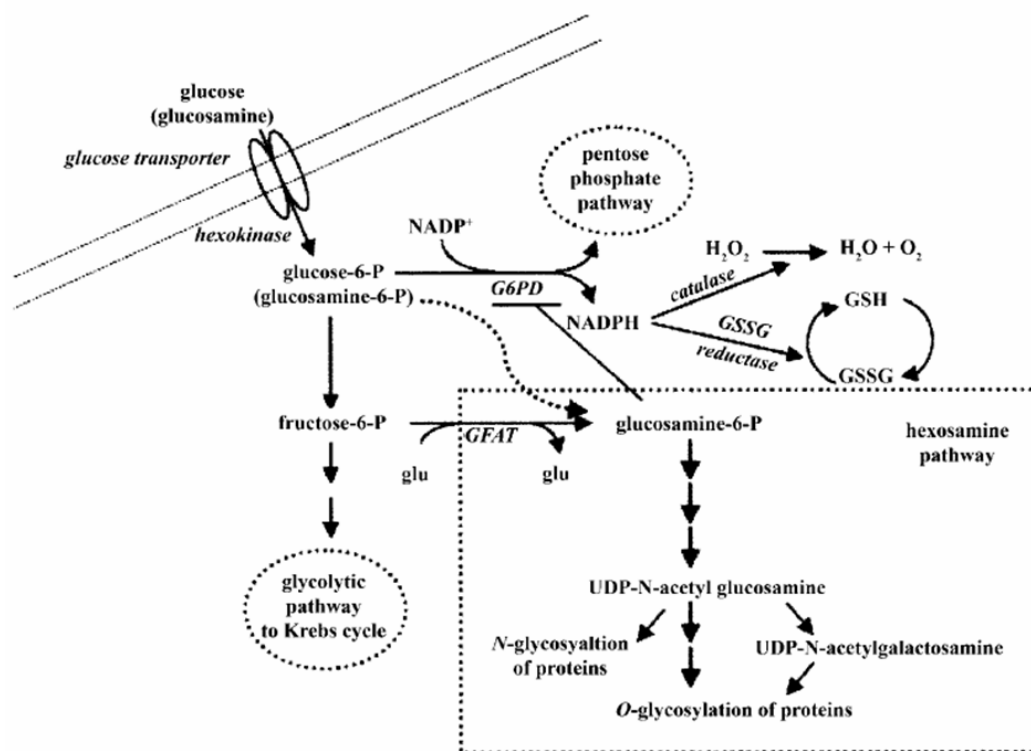 glucose
(glucosamine)
glucose transporter
hexokinase
pentose
phosphate
pathway
NADP+
glucose-6-P
(glucosamine-6-P)
G6PD
NADPH
H2O2
H2O + O2
catalase
GSSG
reductase
GSH
GSSG
fructose-6-P
GFAT
glu
glu
glucosamine-6-P
hexosamine
pathway
glycolytic
pathway
to Krebs cycle
UDP-N-acetyl glucosamine
N-glycosyaltion
of proteins
UDP-N-acetylgalactosamine
O-glycosylation of proteins